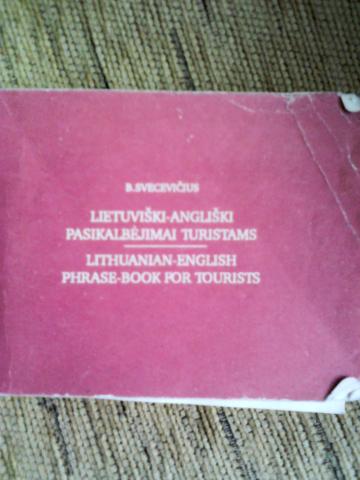 B. SVECEVIČIUS
LIETUVIŠKI-ANGLIŠKI
PASIKALBĖJIMAI TURISTAMS
LITHUANIAN-ENGLISH
PHRASE-BOOK FOR TOURISTS